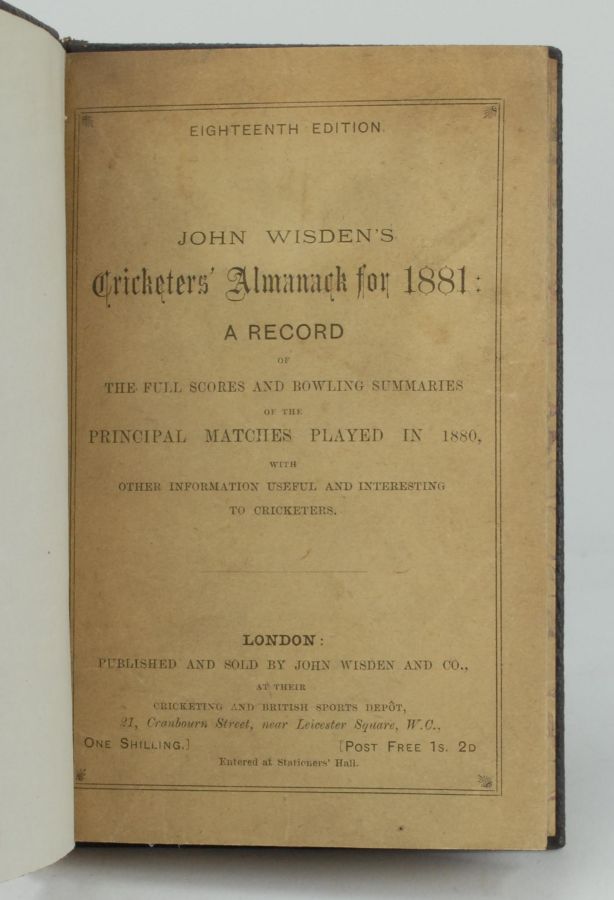 EIGHTEENTH EDITION.
JOHN WISDEN'S
Cricketers' Almanack for 1881:
A RECORD
OF
THE FULL SCORES AND BOWLING SUMMARIES
OF THE
PRINCIPAL MATCHES PLAYED IN 1880,
WITH
OTHER INFORMATION USEFUL AND INTERESTING
TO CRICKETERS.
LONDON:
PUBLISHED AND SOLD BY JOHN WISDEN AND CO.,
AT THEIR
CRICKETING AND BRITISH SPORTS DEPÔT,
21, Cranbourn Street, near Leicester Square, W.C.,
ONE SHILLING.] [POST FREE 1S. 2D
Entered at Stationers' Hall.